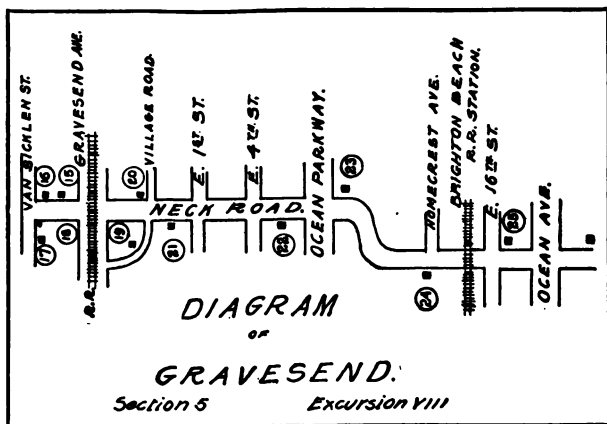 VAN SICKLEN ST.
16
15
GRAVESEND AVE.
20
VILLAGE ROAD.
E. 1ST ST.
E. 4TH ST.
OCEAN PARKWAY.
23
HOMECREST AVE.
BRIGHTON BEACH
R.R. STATION.
E. 16TH ST.
25
OCEAN AVE.
NECK ROAD.
17
18
R.R.
19
21
22
24
DIAGRAM
OF
GRAVESEND.
Section 5 Excursion VIII